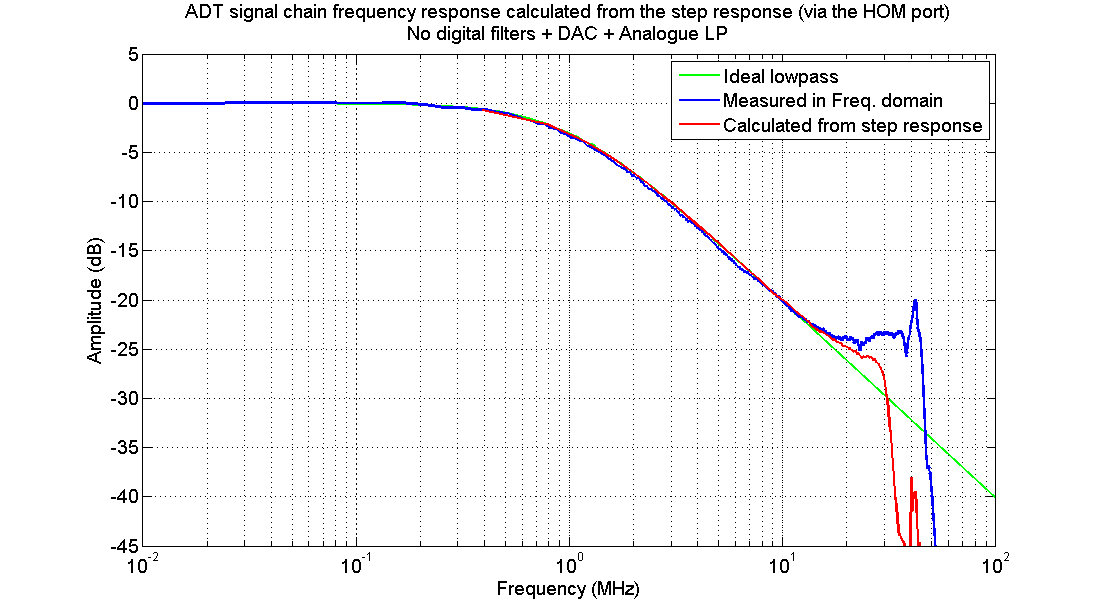 ADT signal chain frequency response calculated from the step response (via the HOM port)
No digital filters + DAC + Analogue LP
Ideal lowpass
Measured in Freq. domain
Calculated from step response
Amplitude (dB)
5
0
-5
-10
-15
-20
-25
-30
-35
-40
-45
10^-2 10^-1 10^0 10^1 10^2
Frequency (MHz)